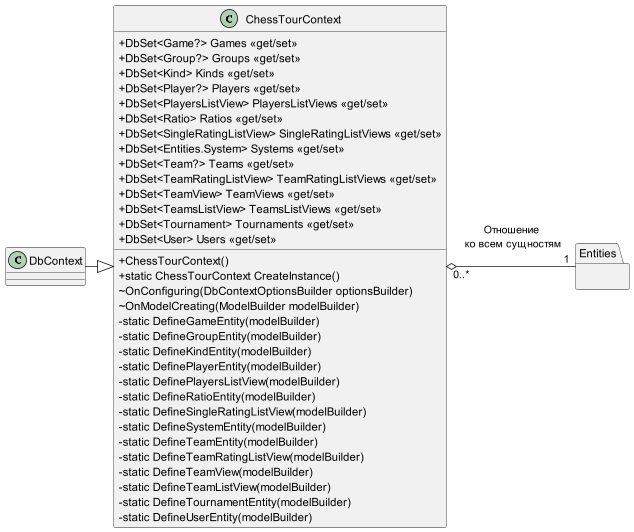 ChessTourContext
+DbSet<Game?> Games «get/set»
+DbSet<Group?> Groups «get/set»
+DbSet<Kind> Kinds «get/set»
+DbSet<Player?> Players «get/set»
+DbSet<PlayersListView> PlayersListViews «get/set»
+DbSet<Ratio> Ratios «get/set»
+DbSet<SingleRatingListView> SingleRatingListViews «get/set»
+DbSet<Entities.System> Systems «get/set»
+DbSet<Team?> Teams «get/set»
+DbSet<TeamRatingListView> TeamRatingListViews «get/set»
+DbSet<TeamView> TeamViews «get/set»
+DbSet<TeamsListView> TeamsListViews «get/set»
+DbSet<Tournament> Tournaments «get/set»
+DbSet<User> Users «get/set»
+ChessTourContext()
+static ChessTourContext CreateInstance()
~OnConfiguring(DbContextOptionsBuilder optionsBuilder)
~OnModelCreating(ModelBuilder modelBuilder)
-static DefineGameEntity(modelBuilder)
-static DefineGroupEntity(modelBuilder)
-static DefineKindEntity(modelBuilder)
-static DefinePlayerEntity(modelBuilder)
-static DefinePlayersListView(modelBuilder)
-static DefineRatioEntity(modelBuilder)
-static DefineSingleRatingListView(modelBuilder)
-static DefineSystemEntity(modelBuilder)
-static DefineTeamEntity(modelBuilder)
-static DefineTeamRatingListView(modelBuilder)
-static DefineTeamView(modelBuilder)
-static DefineTeamListView(modelBuilder)
-static DefineTournamentEntity(modelBuilder)
-static DefineUserEntity(modelBuilder)
C
DbContext
C
Отношение
ко всем сущностям
0..*
1
Entities